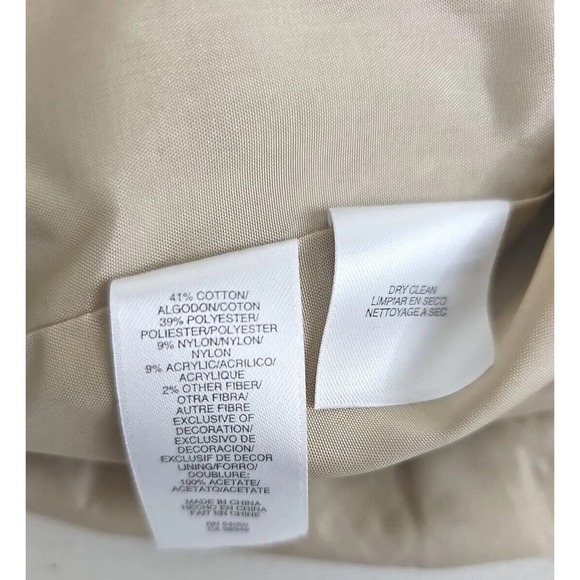 41% COTTON/
ALGODON/COTON
39% POLYESTER/
POLIESTER/POLYESTER
9% NYLON/NYLON/
NYLON
9% ACRYLIC/ACRILICO/
ACRYLIQUE
2% OTHER FIBER/
OTRA FIBRA/
AUTRE FIBRE
EXCLUSIVE OF
DECORATION/
EXCLUSIVO DE
DECORACION/
EXCLUSIF DE DECOR
LINING/FORRO/
DOUBLURE:
100% ACETATE/
ACETATO/ACETATE
MADE IN CHINA
HECHO EN CHINA
FAIT EN CHINE
DRY CLEAN
LIMPIAR EN SECO
NETTOYAGE A SEC